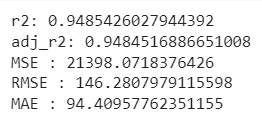 r2: 0.9485426027944392
adj_r2: 0.9484516886651008
MSE : 21398.0718376426
RMSE : 146.2807979115598
MAE : 94.40957762351155